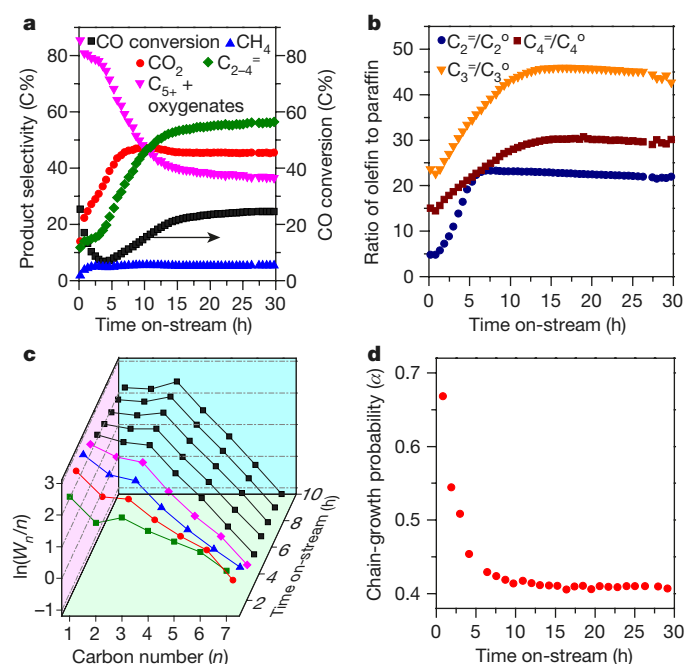 a
CO conversion
CH4
CO2
C2–4=
C5+ +
oxygenates
Product selectivity (C%)
CO conversion (C%)
80
60
40
20
0
80
60
40
20
0
0 5 10 15 20 25 30
Time on-stream (h)
b
C2=/C2o
C4=/C4o
C3=/C3o
Ratio of olefin to paraffin
55
44
33
22
11
0
0 5 10 15 20 25 30
Time on-stream (h)
c
ln(Wn/n)
3
2
1
0
−1
1 2 3 4 5 6 7
Carbon number (n)
2 4 6 8 10
Time on-stream (h)
d
Chain-growth probability (α)
0.7
0.6
0.5
0.4
0 5 10 15 20 25 30
Time on-stream (h)